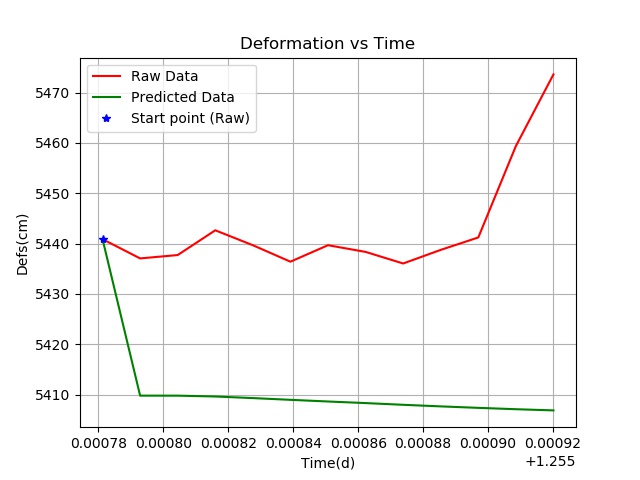 Deformation vs Time
Raw Data
Predicted Data
Start point (Raw)
Defs(cm)
5470
5460
5450
5440
5430
5420
5410
0.00078 0.00080 0.00082 0.00084 0.00086 0.00088 0.00090 0.00092
Time(d)
+1.255